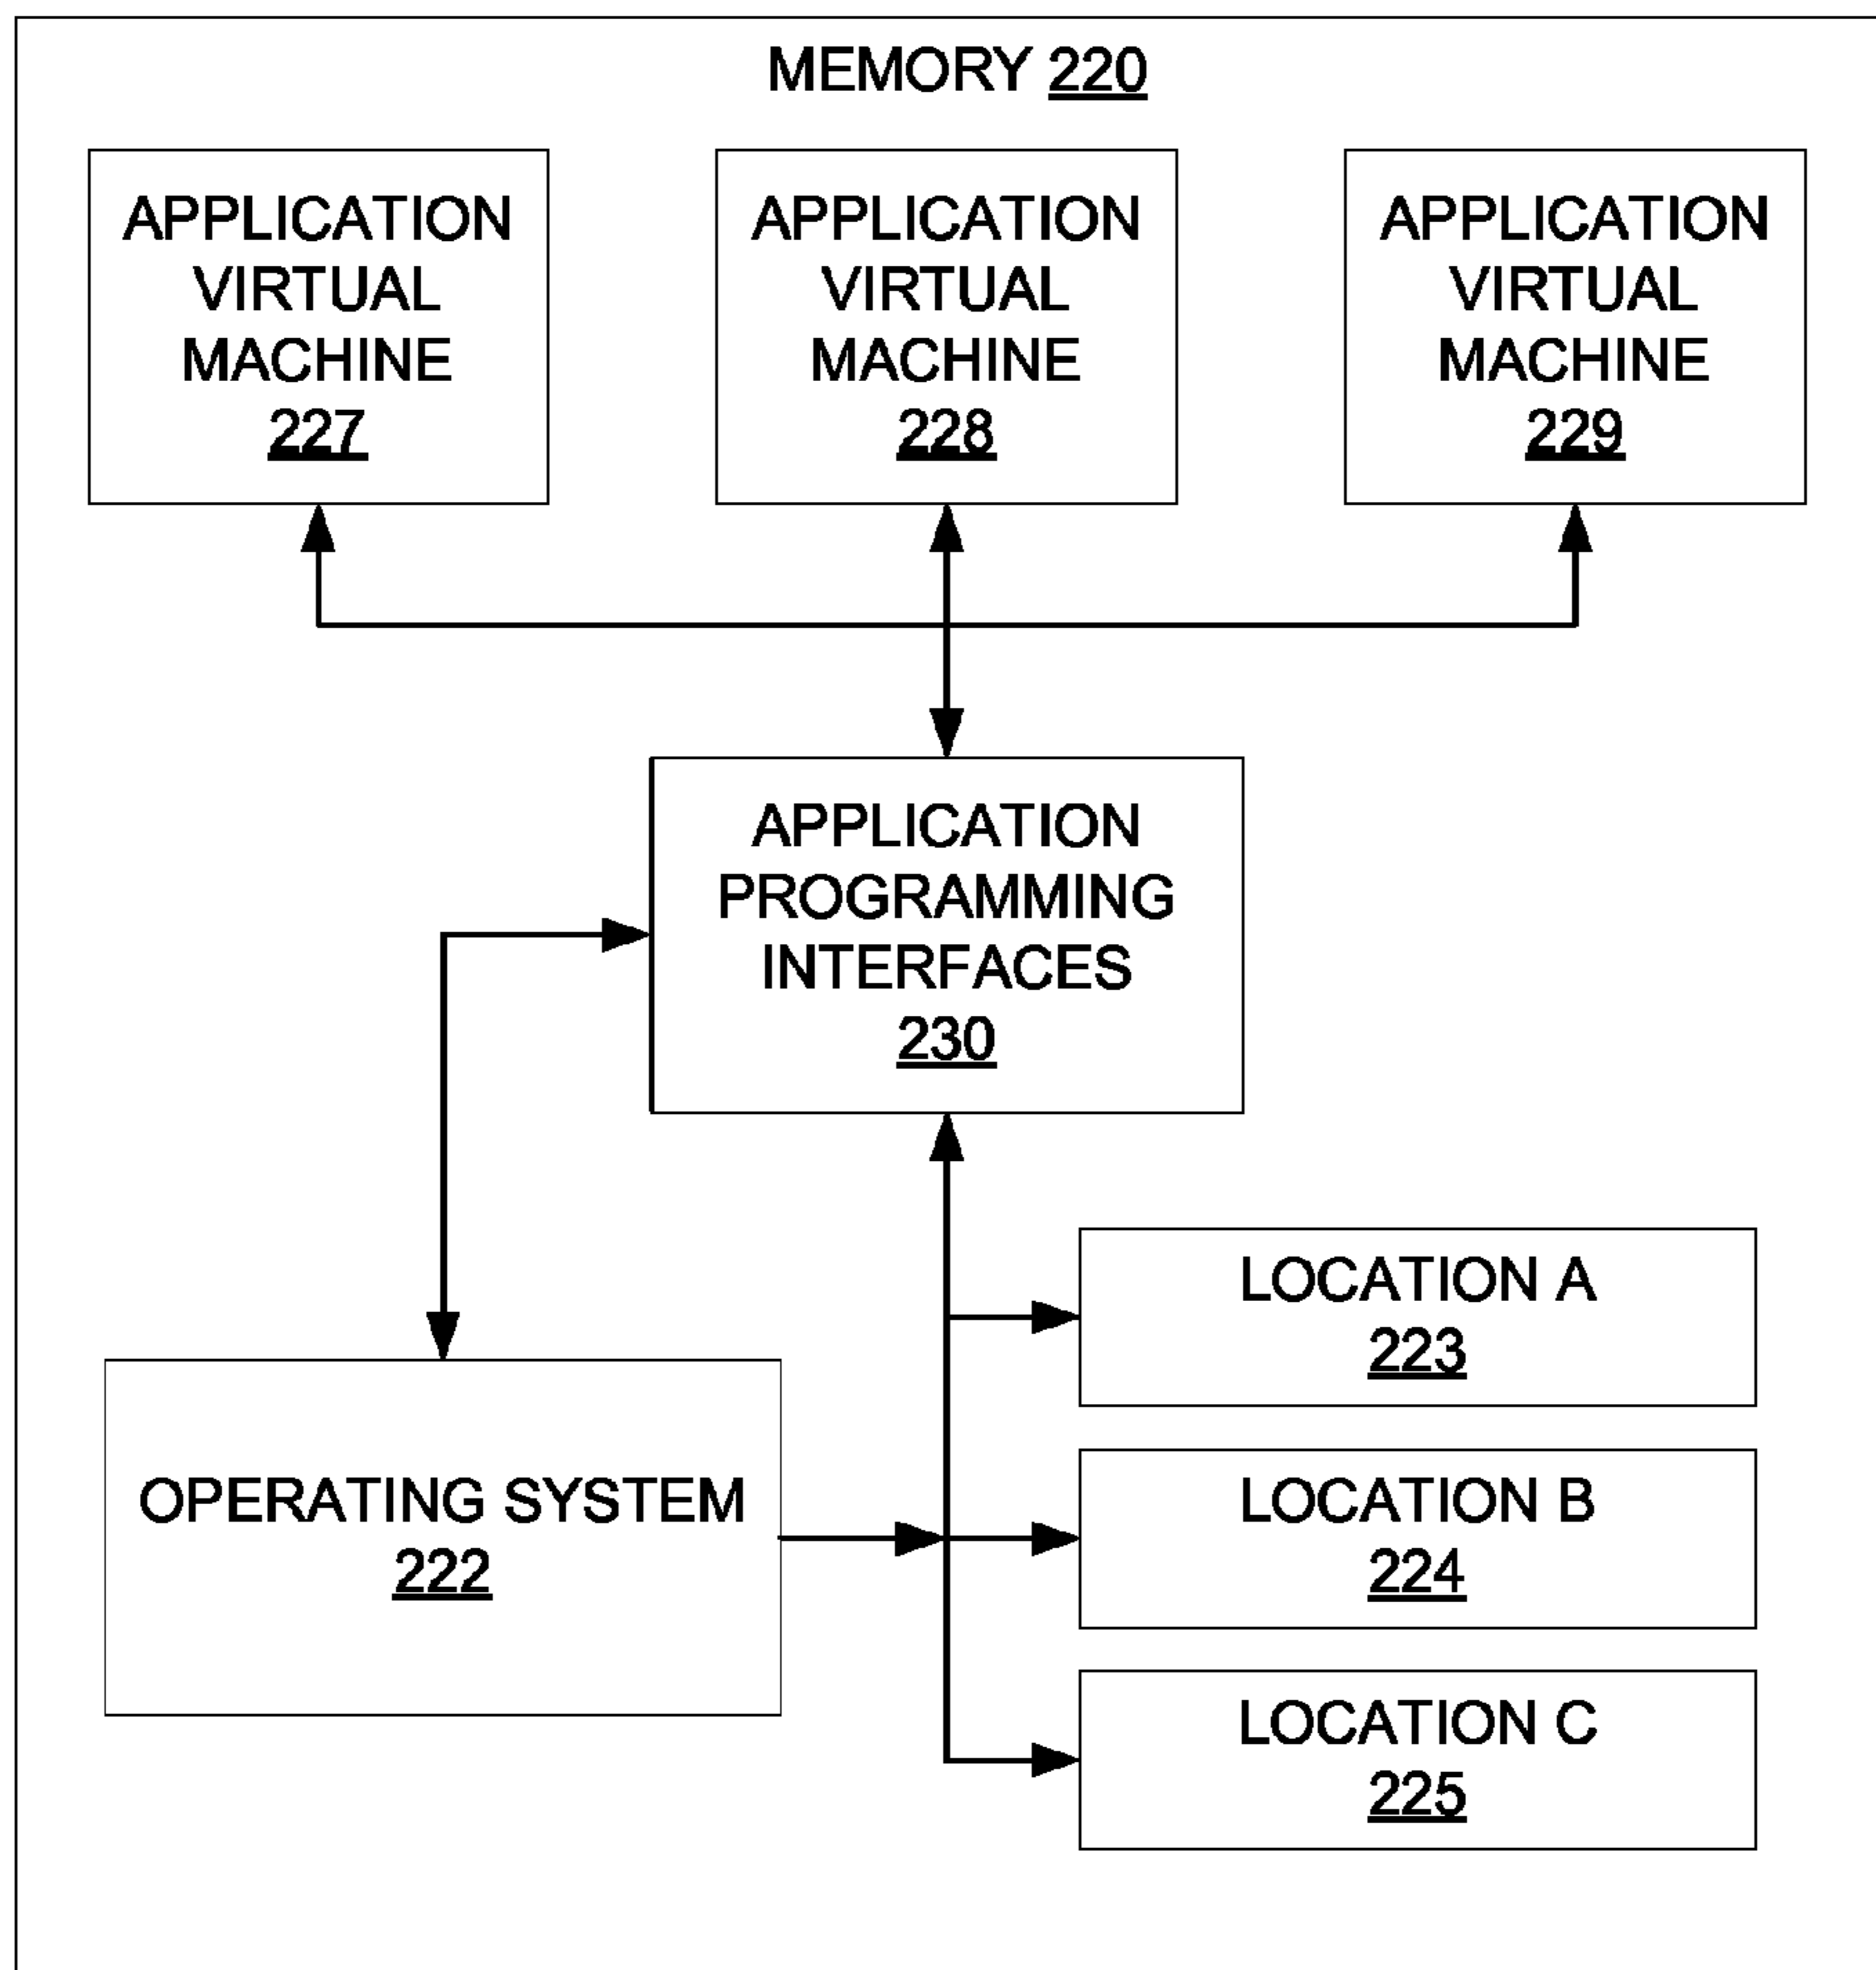 MEMORY 220
APPLICATION
VIRTUAL
MACHINE
227
APPLICATION
VIRTUAL
MACHINE
228
APPLICATION
VIRTUAL
MACHINE
229
APPLICATION
PROGRAMMING
INTERFACES
230
OPERATING SYSTEM
222
LOCATION A
223
LOCATION B
224
LOCATION C
225